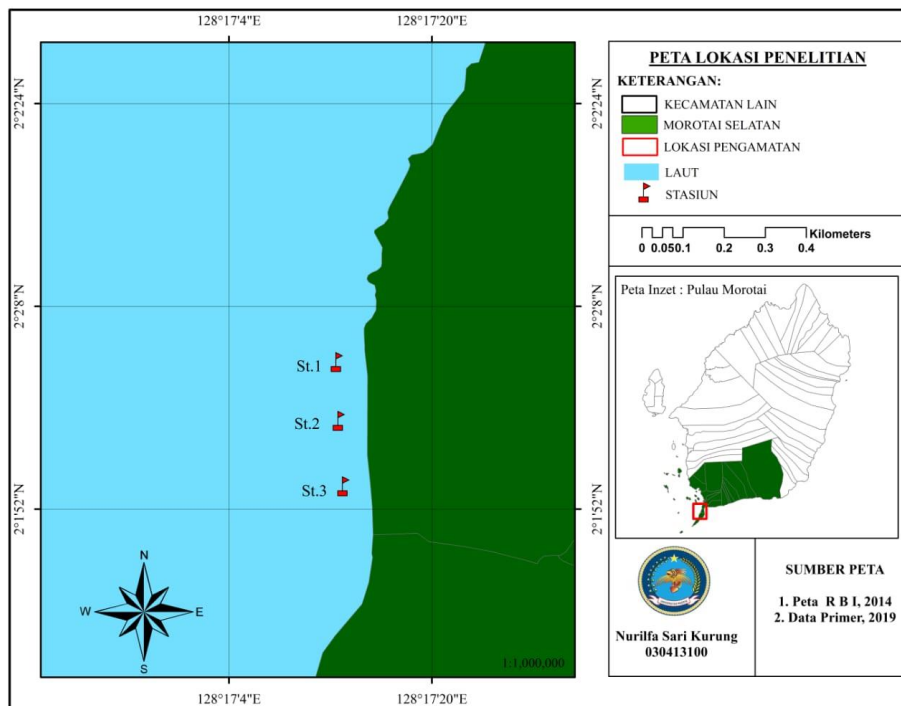 128°17'4"E 128°17'20"E
2°2'24"N
2°2'8"N
2°1'52"N
St.1
St.2
St.3
N
W E
S
1:1,000,000
2°2'24"N
2°2'8"N
2°1'52"N
128°17'4"E 128°17'20"E
PETA LOKASI PENELITIAN
KETERANGAN:
KECAMATAN LAIN
MOROTAI SELATAN
LOKASI PENGAMATAN
LAUT
STASIUN
Kilometers
0 0.050.1 0.2 0.3 0.4
Peta Inzet : Pulau Morotai
Nurilfa Sari Kurung
030413100
SUMBER PETA
1. Peta R B I, 2014
2. Data Primer, 2019